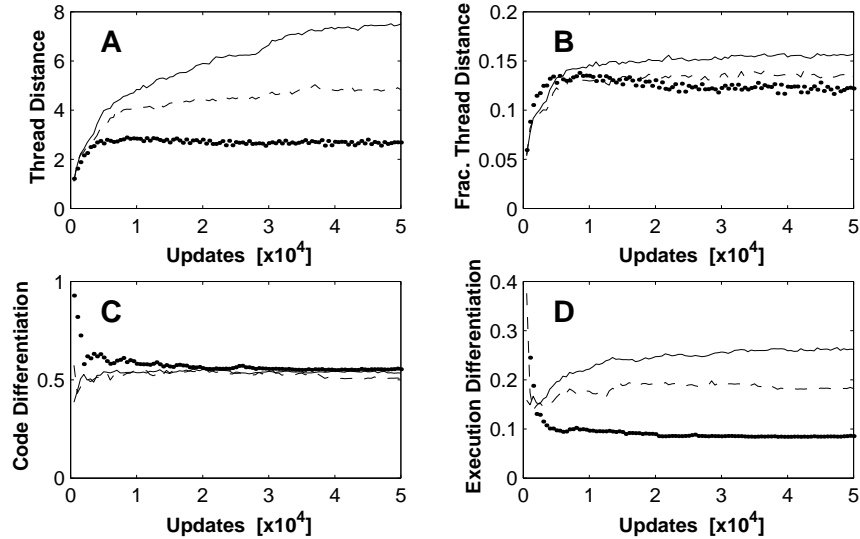 A
Thread Distance
8
6
4
2
0
0 1 2 3 4 5
Updates [x10^4]
B
Frac. Thread Distance
0.2
0.15
0.1
0.05
0
0 1 2 3 4 5
Updates [x10^4]
C
Code Differentiation
1
0.5
0
0 1 2 3 4 5
Updates [x10^4]
D
Execution Differentiation
0.4
0.3
0.2
0.1
0
0 1 2 3 4 5
Updates [x10^4]